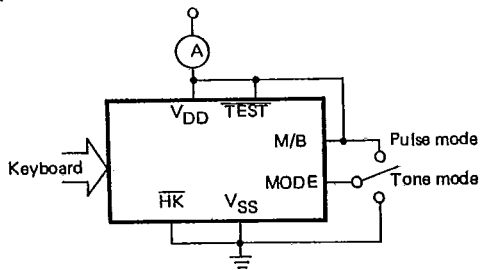 A
VDD TEST
M/B
Pulse mode
Keyboard
MODE
Tone mode
HK VSS